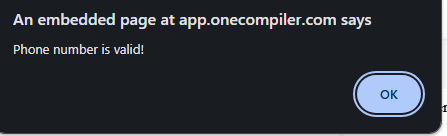 An embedded page at app.onecompiler.com says
Phone number is valid!
OK